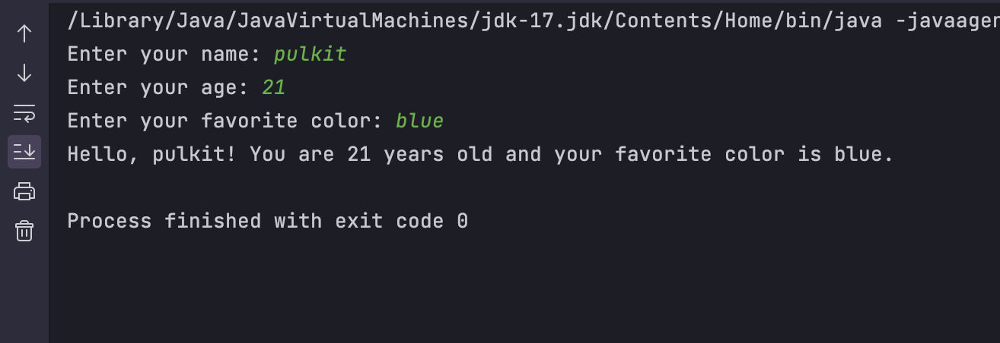 /Library/Java/JavaVirtualMachines/jdk-17.jdk/Contents/Home/bin/java -javaager
Enter your name: pulkit
Enter your age: 21
Enter your favorite color: blue
Hello, pulkit! You are 21 years old and your favorite color is blue.
Process finished with exit code 0